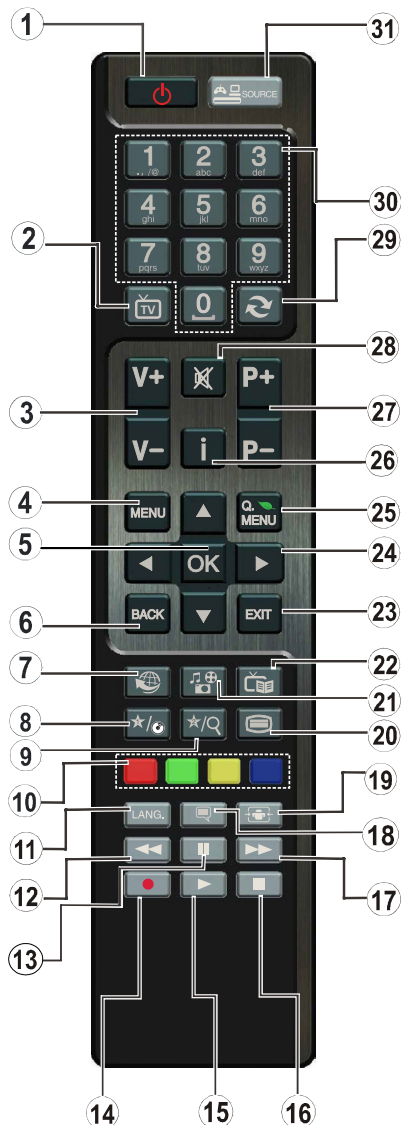 1
31
SOURCE
1
. , /@
2
abc
3
def
30
4
ghi
5
jkl
6
mno
2
29
7
pqrs
8
tuv
9
wxyz
TV
0
28
V+
P+
3
27
V-
i
P-
26
4
MENU
Q.
MENU
25
5
OK
24
6
BACK
EXIT
23
7
22
21
8
/
/
20
9
10
19
11
LANG.
18
12
17
13
14
15
16